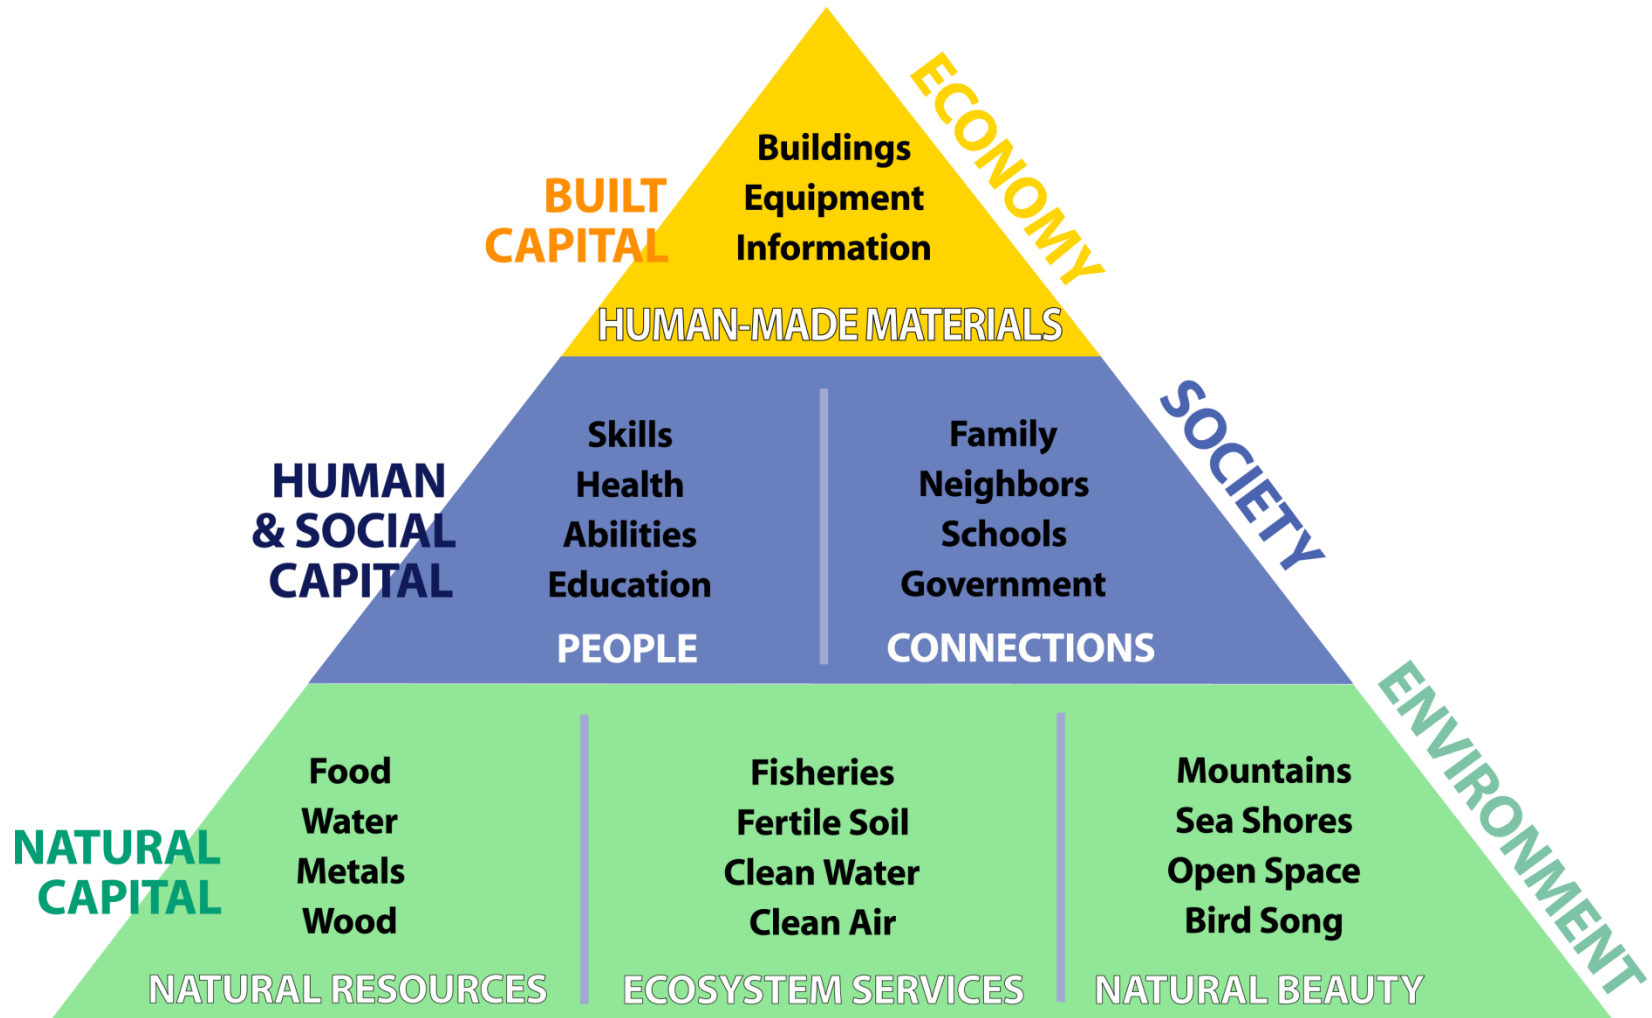 ECONOMY
BUILT
CAPITAL
Buildings
Equipment
Information
HUMAN-MADE MATERIALS
SOCIETY
HUMAN
& SOCIAL
CAPITAL
Skills
Health
Abilities
Education
PEOPLE
Family
Neighbors
Schools
Government
CONNECTIONS
ENVIRONMENT
NATURAL
CAPITAL
Food
Water
Metals
Wood
NATURAL RESOURCES
Fisheries
Fertile Soil
Clean Water
Clean Air
ECOSYSTEM SERVICES
Mountains
Sea Shores
Open Space
Bird Song
NATURAL BEAUTY